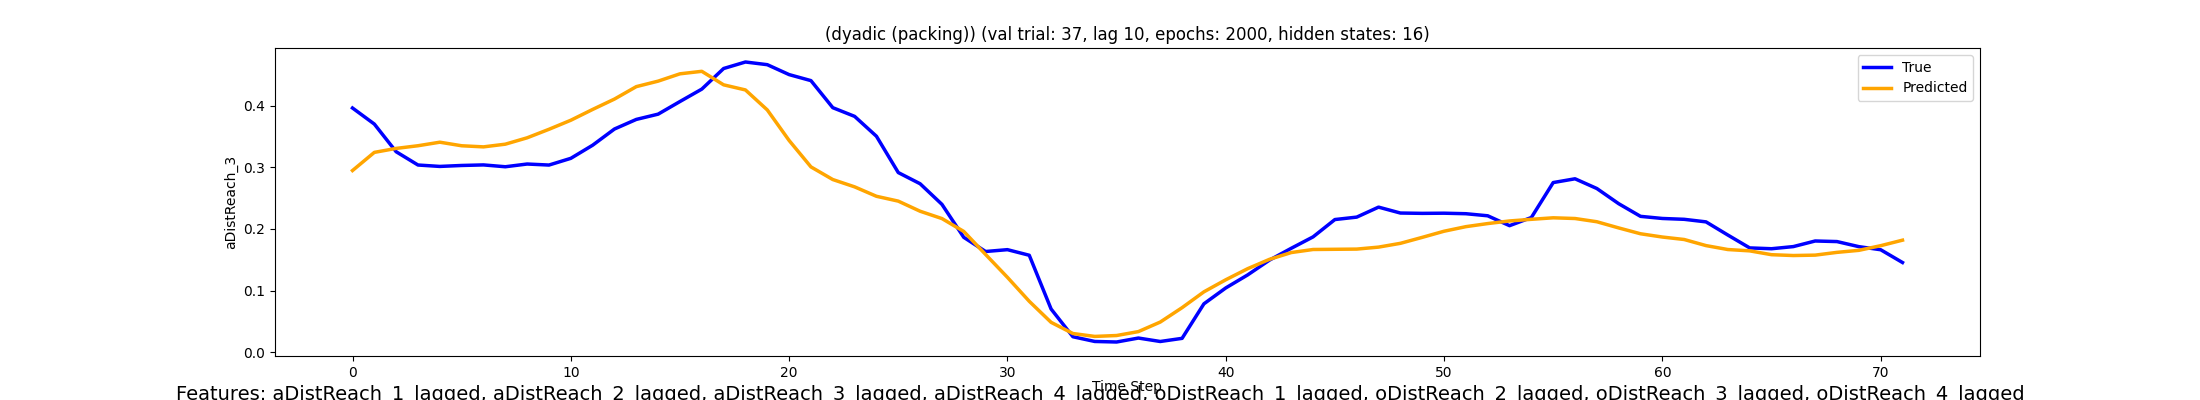 (dyadic (packing)) (val trial: 37, lag 10, epochs: 2000, hidden states: 16)
True
Predicted
aDistReach_3
0.4
0.3
0.2
0.1
0.0
0 10 20 30 40 50 60 70
Time Step
Features: aDistReach_1_lagged, aDistReach_2_lagged, aDistReach_3_lagged, aDistReach_4_lagged, oDistReach_1_lagged, oDistReach_2_lagged, oDistReach_3_lagged, oDistReach_4_lagged